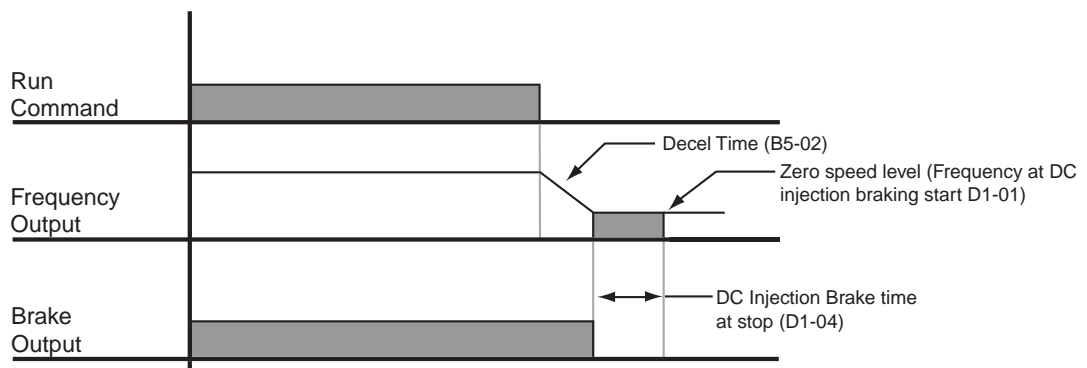 Run
Command
Decel Time (B5-02)
Zero speed level (Frequency at DC
injection braking start D1-01)
Frequency
Output
DC Injection Brake time
at stop (D1-04)
Brake
Output